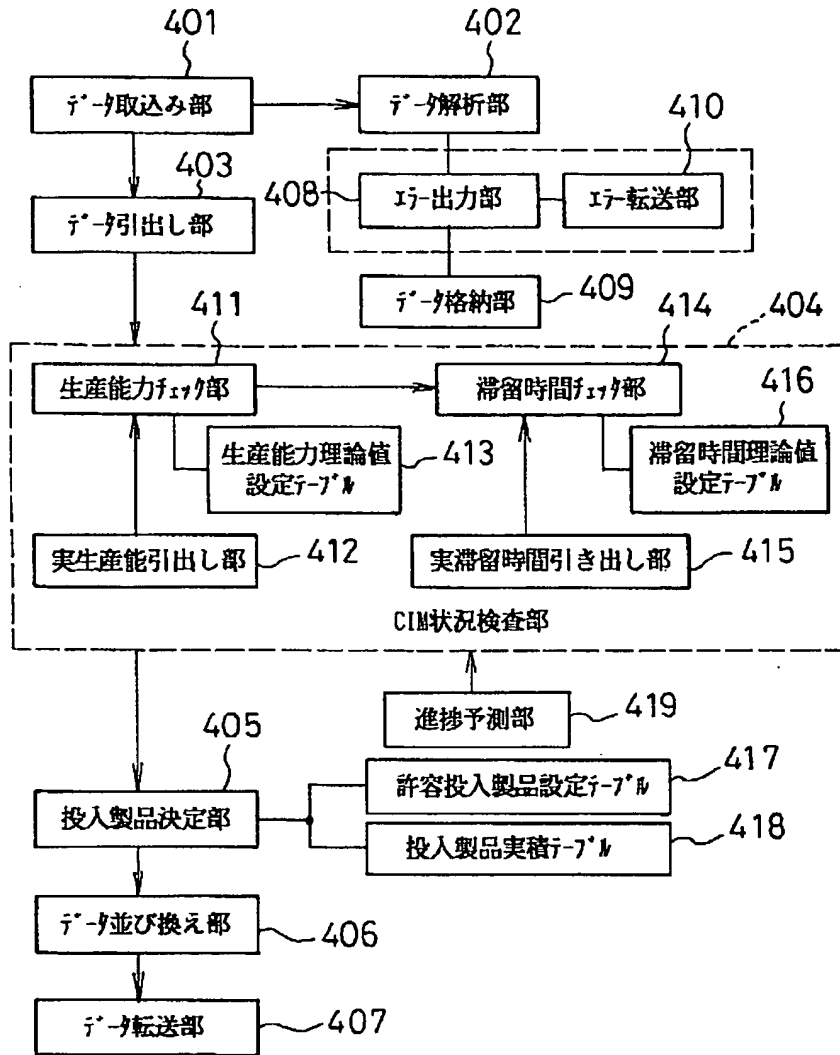 401
402
データ取込み部
データ解析部
410
403
408
エラー出力部
エラー転送部
データ引出し部
データ格納部
409
411
414
404
生産能力チェック部
滞留時間チェック部
416
生産能力理論値
設定テーブル
413
滞留時間理論値
設定テーブル
実生産能引出し部
412
実滞留時間引き出し部
415
CIM状況検査部
進捗予測部
419
405
許容投入製品設定テーブル
417
投入製品決定部
投入製品実積テーブル
418
データ並び換え部
406
データ転送部
407